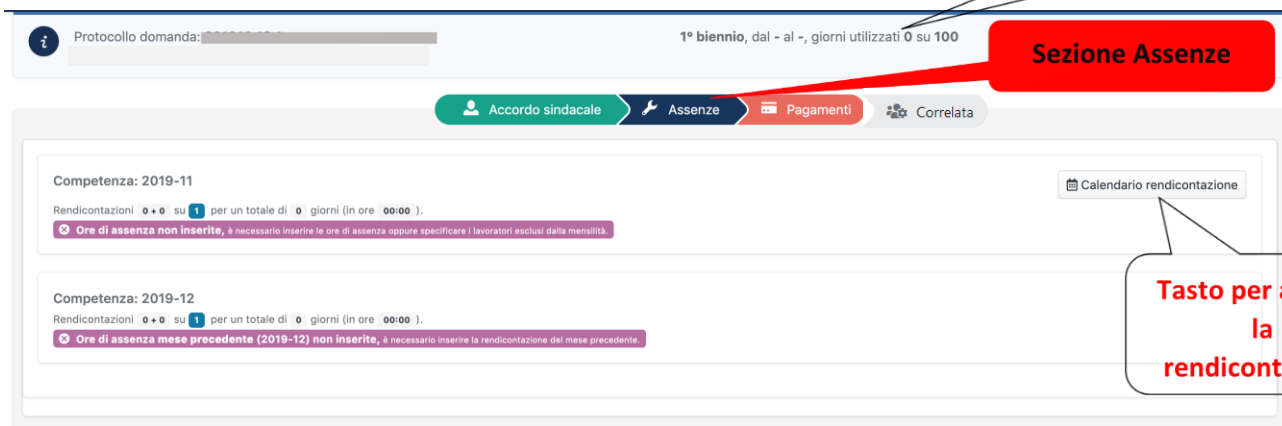 Protocollo domanda:
1º biennio, dal - al -, giorni utilizzati 0 su 100
Sezione Assenze
Accordo sindacale
Assenze
Pagamenti
Correlata
Competenza: 2019-11
Calendario rendicontazione
Rendicontazioni 0 + 0 su 1 per un totale di 0 giorni (in ore 00:00 ).
Ore di assenza non inserite, è necessario inserire le ore di assenza oppure specificare i lavoratori esclusi dalla mensilità.
Competenza: 2019-12
Rendicontazioni 0 + 0 su 1 per un totale di 0 giorni (in ore 00:00 ).
Ore di assenza mese precedente (2019-12) non inserite, è necessario inserire la rendicontazione del mese precedente.
Tasto per a
la
rendicont